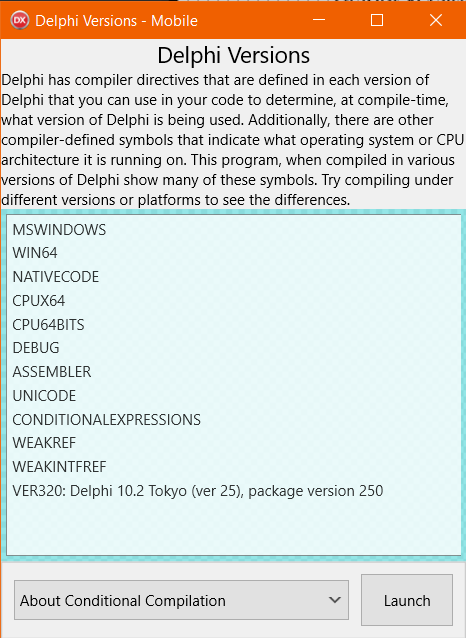 DX Delphi Versions - Mobile
Delphi Versions
Delphi has compiler directives that are defined in each version of
Delphi that you can use in your code to determine, at compile-time,
what version of Delphi is being used. Additionally, there are other
compiler-defined symbols that indicate what operating system or CPU
architecture it is running on. This program, when compiled in various
versions of Delphi show many of these symbols. Try compiling under
different versions or platforms to see the differences.
MSWINDOWS
WIN64
NATIVECODE
CPUX64
CPU64BITS
DEBUG
ASSEMBLER
UNICODE
CONDITIONALEXPRESSIONS
WEAKREF
WEAKINTFREF
VER320: Delphi 10.2 Tokyo (ver 25), package version 250
About Conditional Compilation
Launch